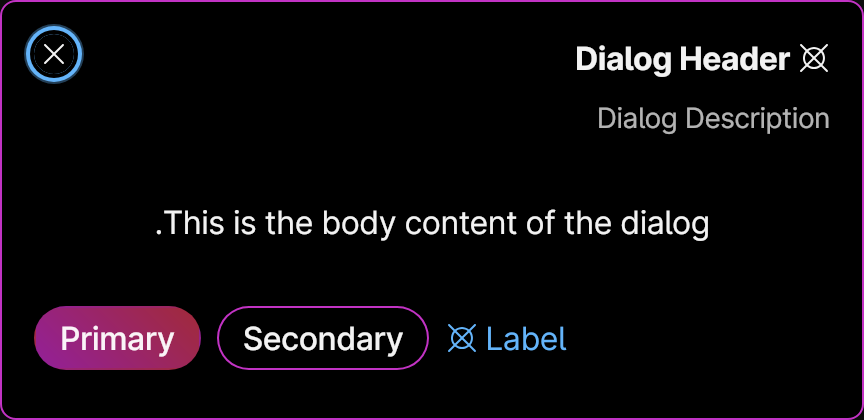 Dialog Header
Dialog Description
.This is the body content of the dialog
Primary
Secondary
Label